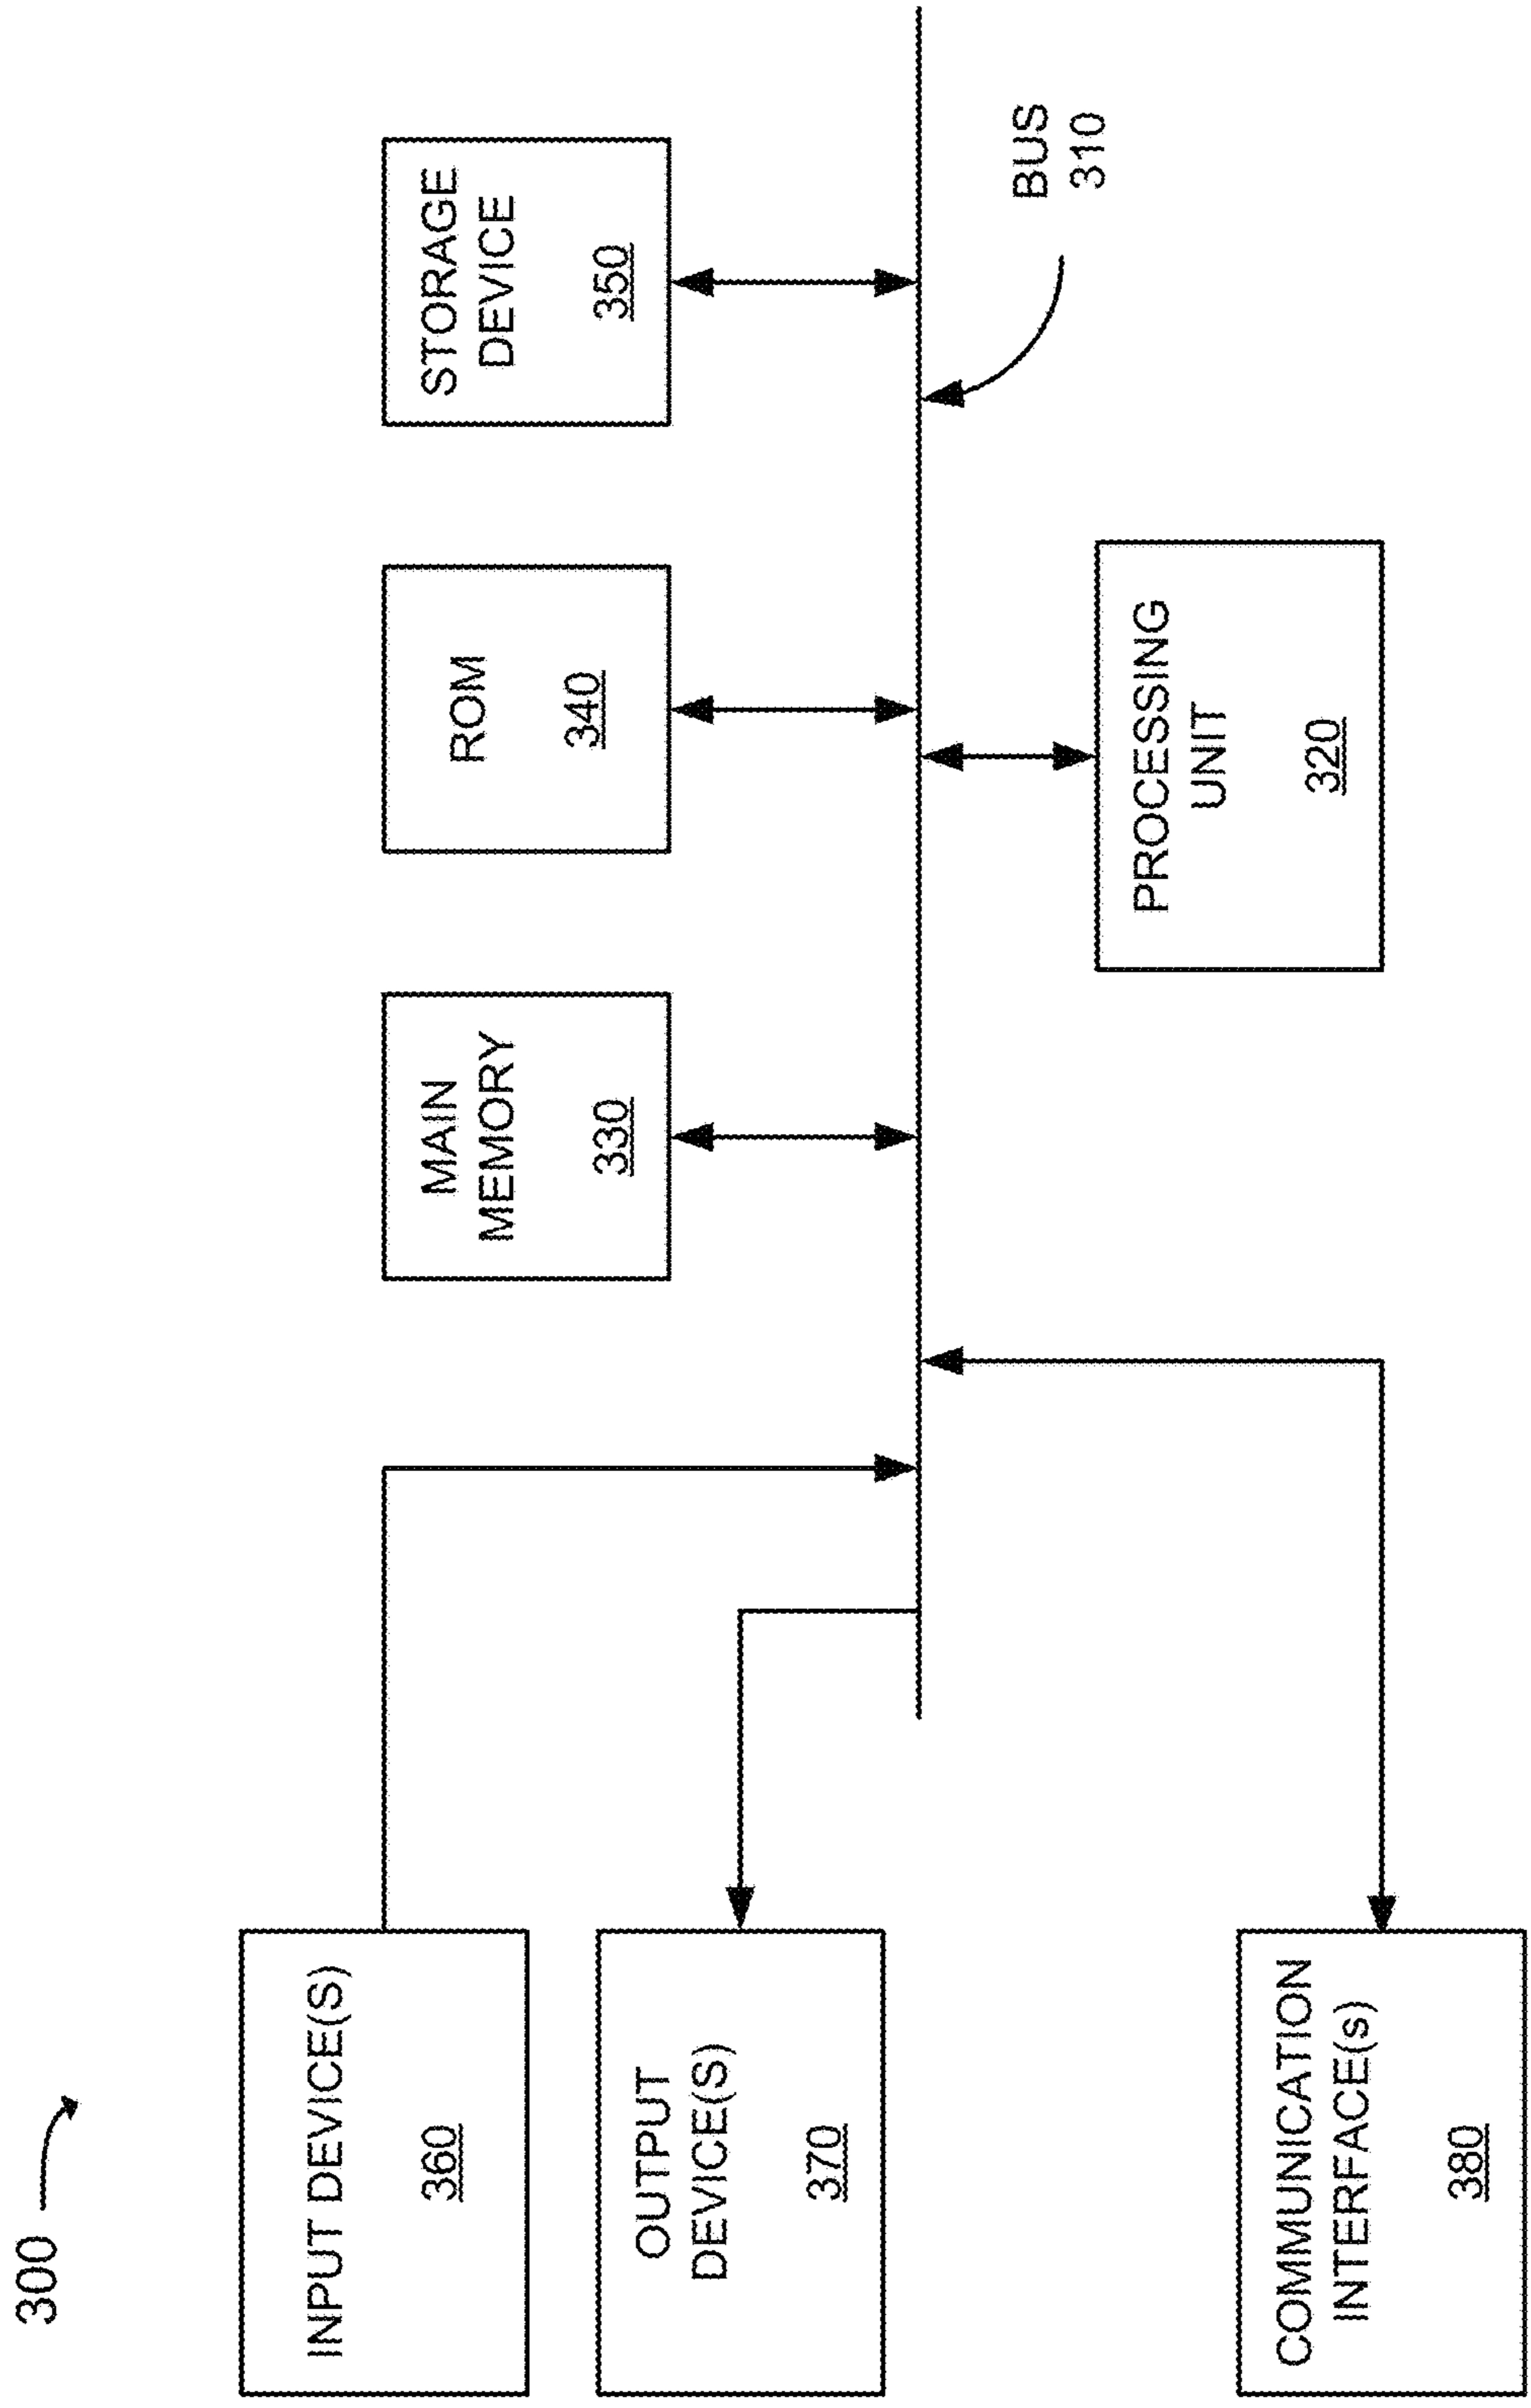 300
INPUT DEVICE(S)
360
MAIN
MEMORY
330
ROM
340
STORAGE
DEVICE
350
OUTPUT
DEVICE(S)
370
BUS
310
PROCESSING
UNIT
320
COMMUNICATION
INTERFACE(s)
380